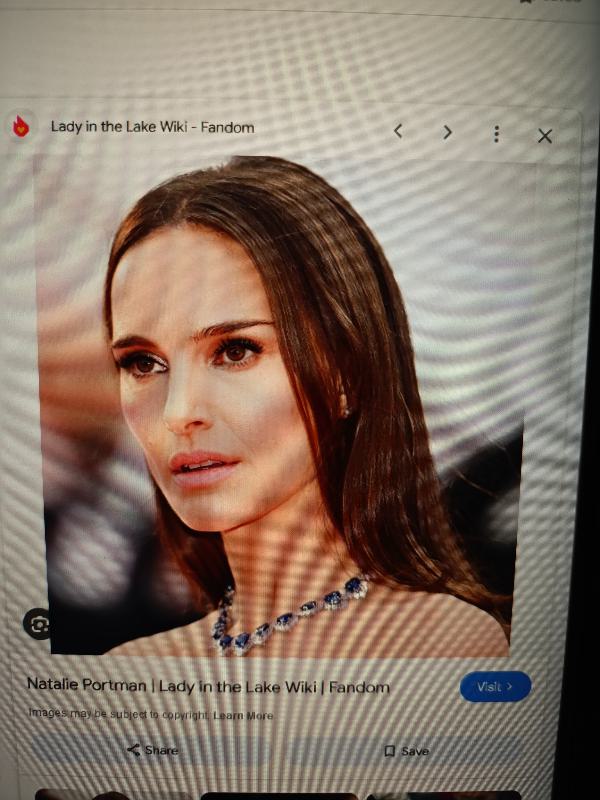 Lady in the Lake Wiki - Fandom
Natalie Portman | Lady in the Lake Wiki | Fandom
Visit >
Images may be subject to copyright. Learn More
Share
Save